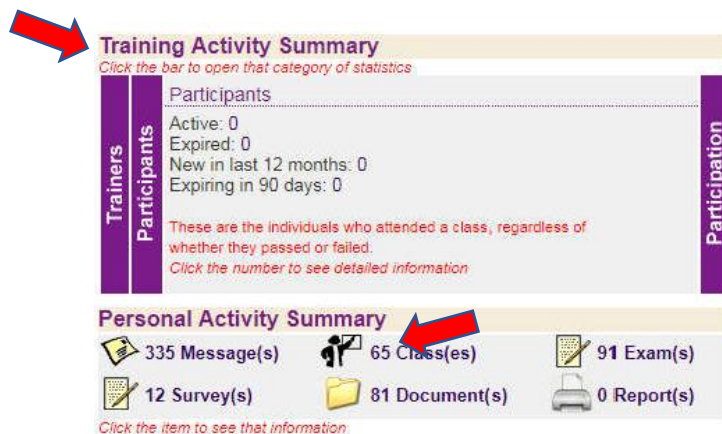 Training Activity Summary
Click the bar to open that category of statistics
Trainers
Participants
Participants
Active: 0
Expired: 0
New in last 12 months: 0
Expiring in 90 days: 0
These are the individuals who attended a class, regardless of
whether they passed or failed.
Click the number to see detailed information
Participation
Personal Activity Summary
335 Message(s) 65 Class(es) 91 Exam(s)
12 Survey(s) 81 Document(s) 0 Report(s)
Click the item to see that information